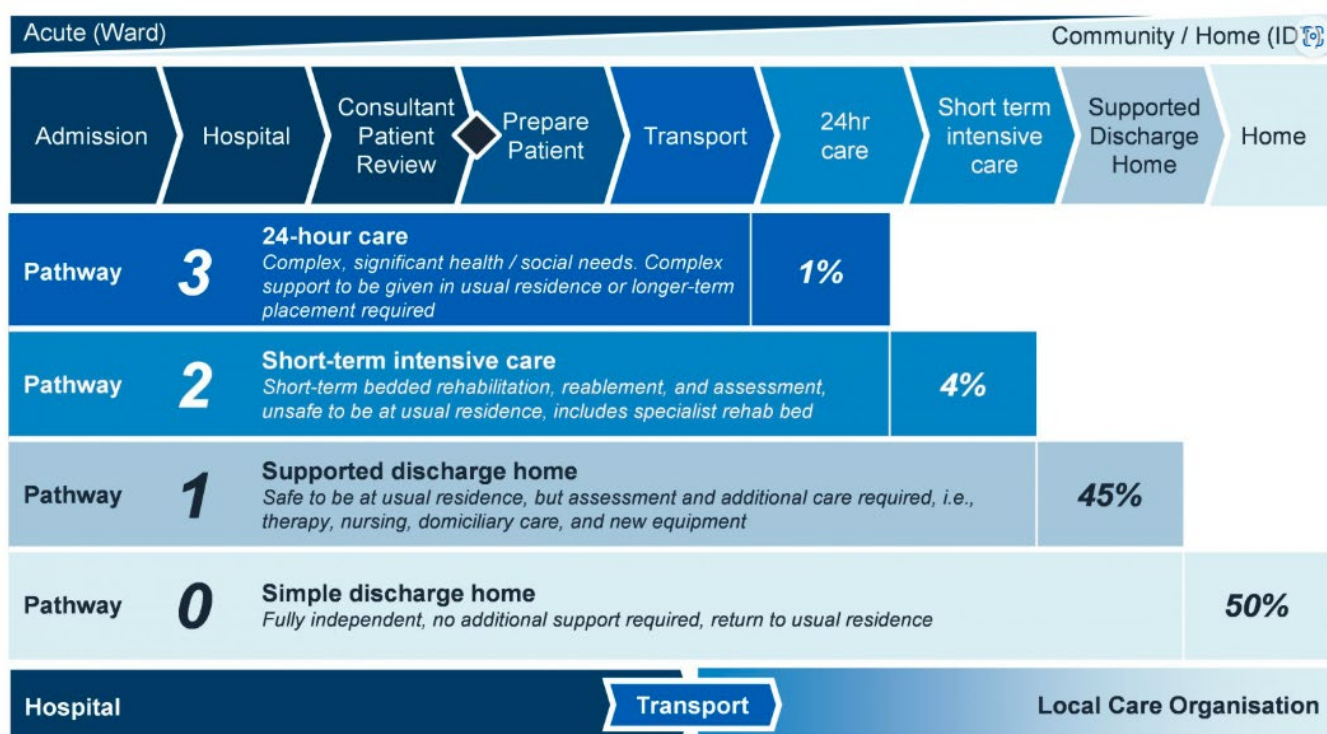 Acute (Ward)
Community / Home (ID
Admission
Hospital
Consultant
Patient
Review
Prepare
Patient
Transport
24hr
care
Short term
intensive
care
Supported
Discharge
Home
Home
Pathway 3
24-hour care
Complex, significant health / social needs. Complex
support to be given in usual residence or longer-term
placement required
1%
Pathway 2
Short-term intensive care
Short-term bedded rehabilitation, reablement, and assessment,
unsafe to be at usual residence, includes specialist rehab bed
4%
Pathway 1
Supported discharge home
Safe to be at usual residence, but assessment and additional care required, i.e.,
therapy, nursing, domiciliary care, and new equipment
45%
Pathway 0
Simple discharge home
Fully independent, no additional support required, return to usual residence
50%
Hospital
Transport
Local Care Organisation